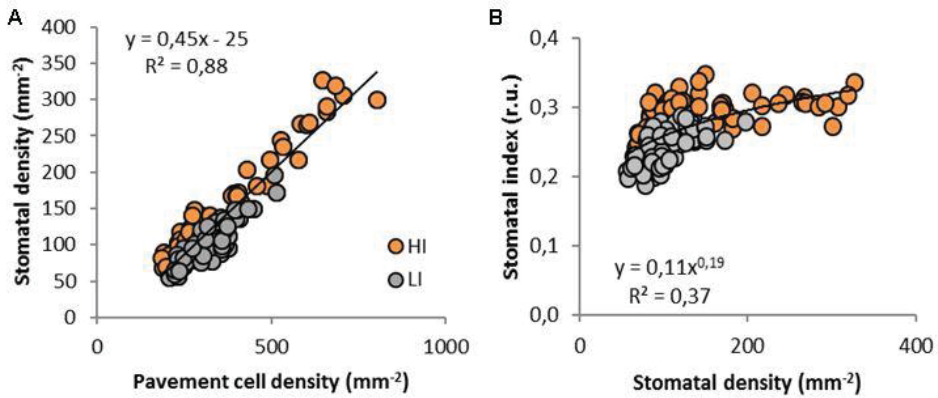 A
y = 0,45x - 25
R² = 0,88
Stomatal density (mm⁻²)
400
350
300
250
200
150
100
50
0
HI
LI
0
500
1000
Pavement cell density (mm⁻²)
B
Stomatal index (r.u.)
0,4
0,3
0,2
0,1
0,0
y = 0,11x⁰,¹⁹
R² = 0,37
0
200
400
Stomatal density (mm⁻²)